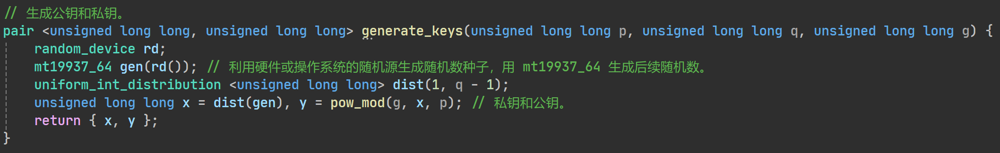 // 生成公钥和私钥。
pair <unsigned long long, unsigned long long> generate_keys(unsigned long long p, unsigned long long q, unsigned long long g) {
    random_device rd;
    mt19937_64 gen(rd()); // 利用硬件或操作系统的随机源生成随机数种子，用 mt19937_64 生成后续随机数。
    uniform_int_distribution <unsigned long long> dist(1, q - 1);
    unsigned long long x = dist(gen), y = pow_mod(g, x, p); // 私钥和公钥。
    return { x, y };
}